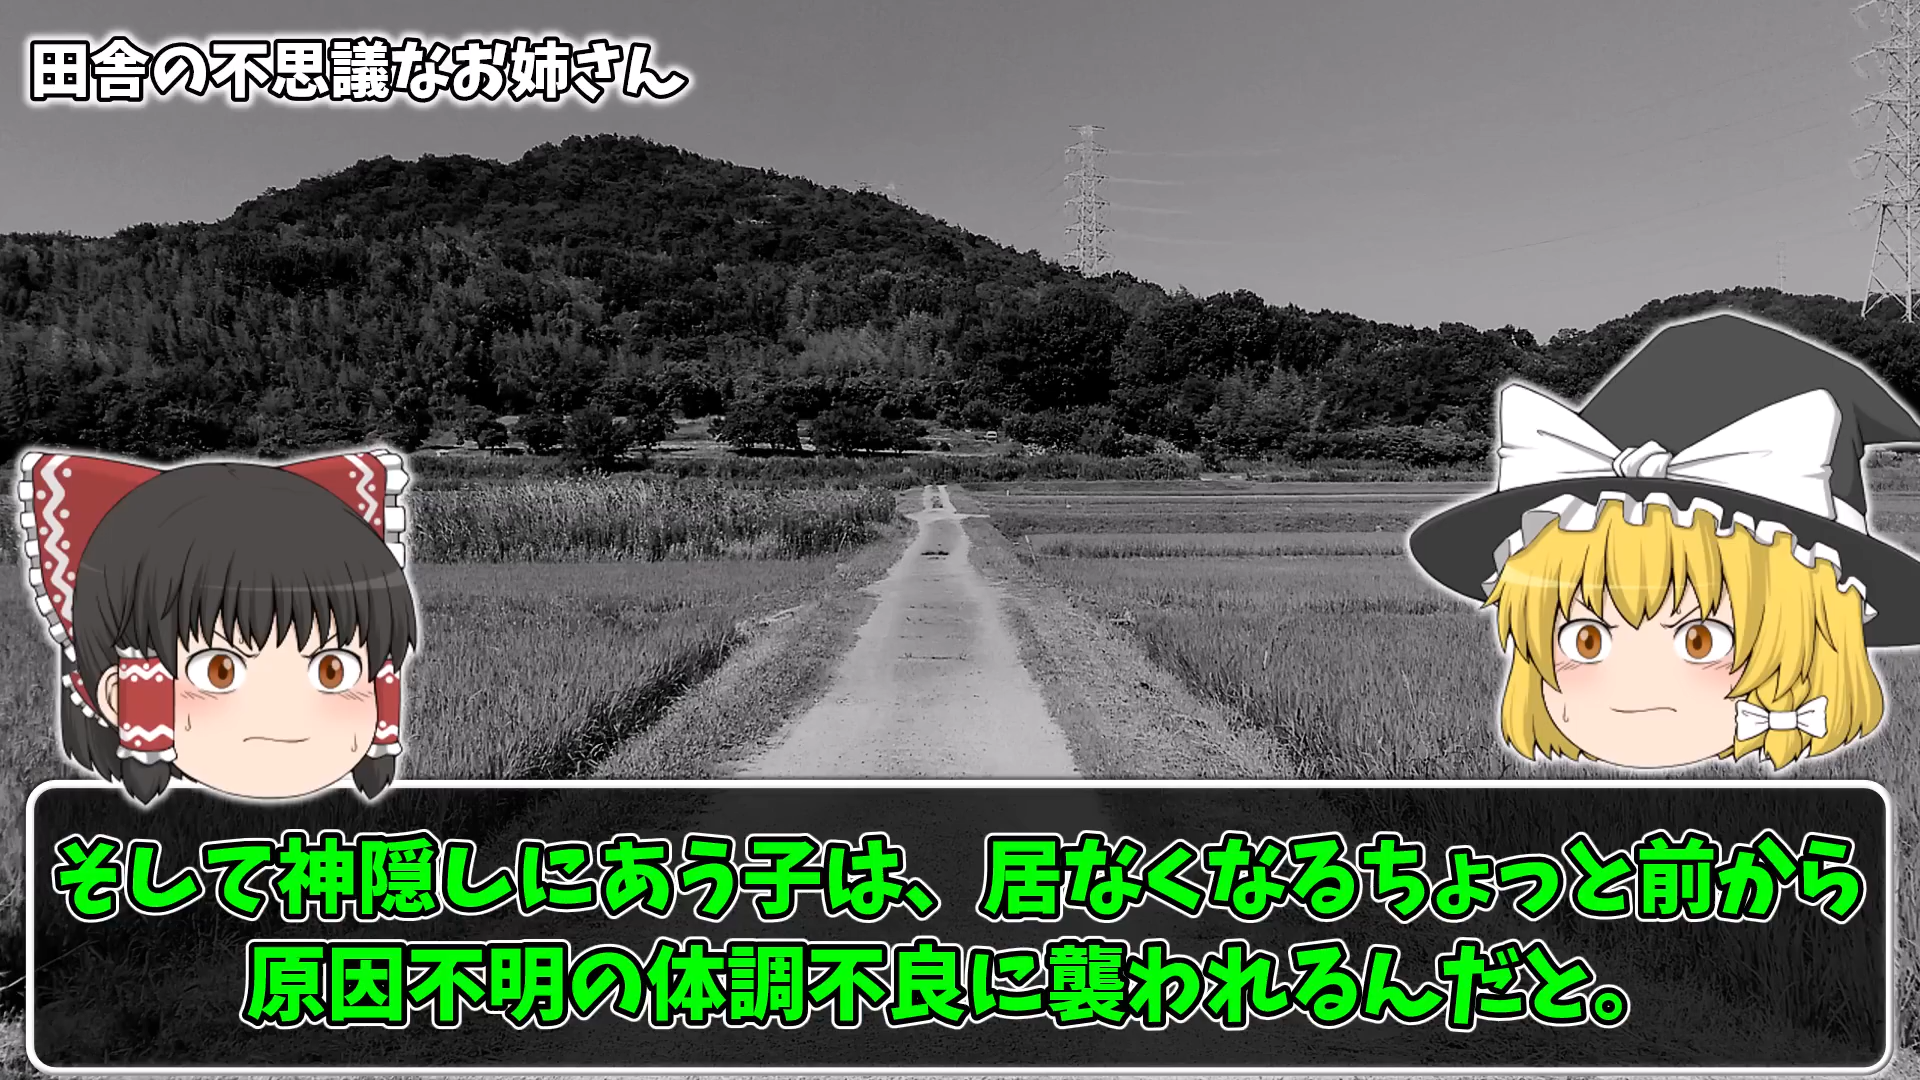 田舎の不思議なお姉さん
そして神隠しにあう子は、居なくなるちょっと前から
原因不明の体調不良に襲われるんだと。